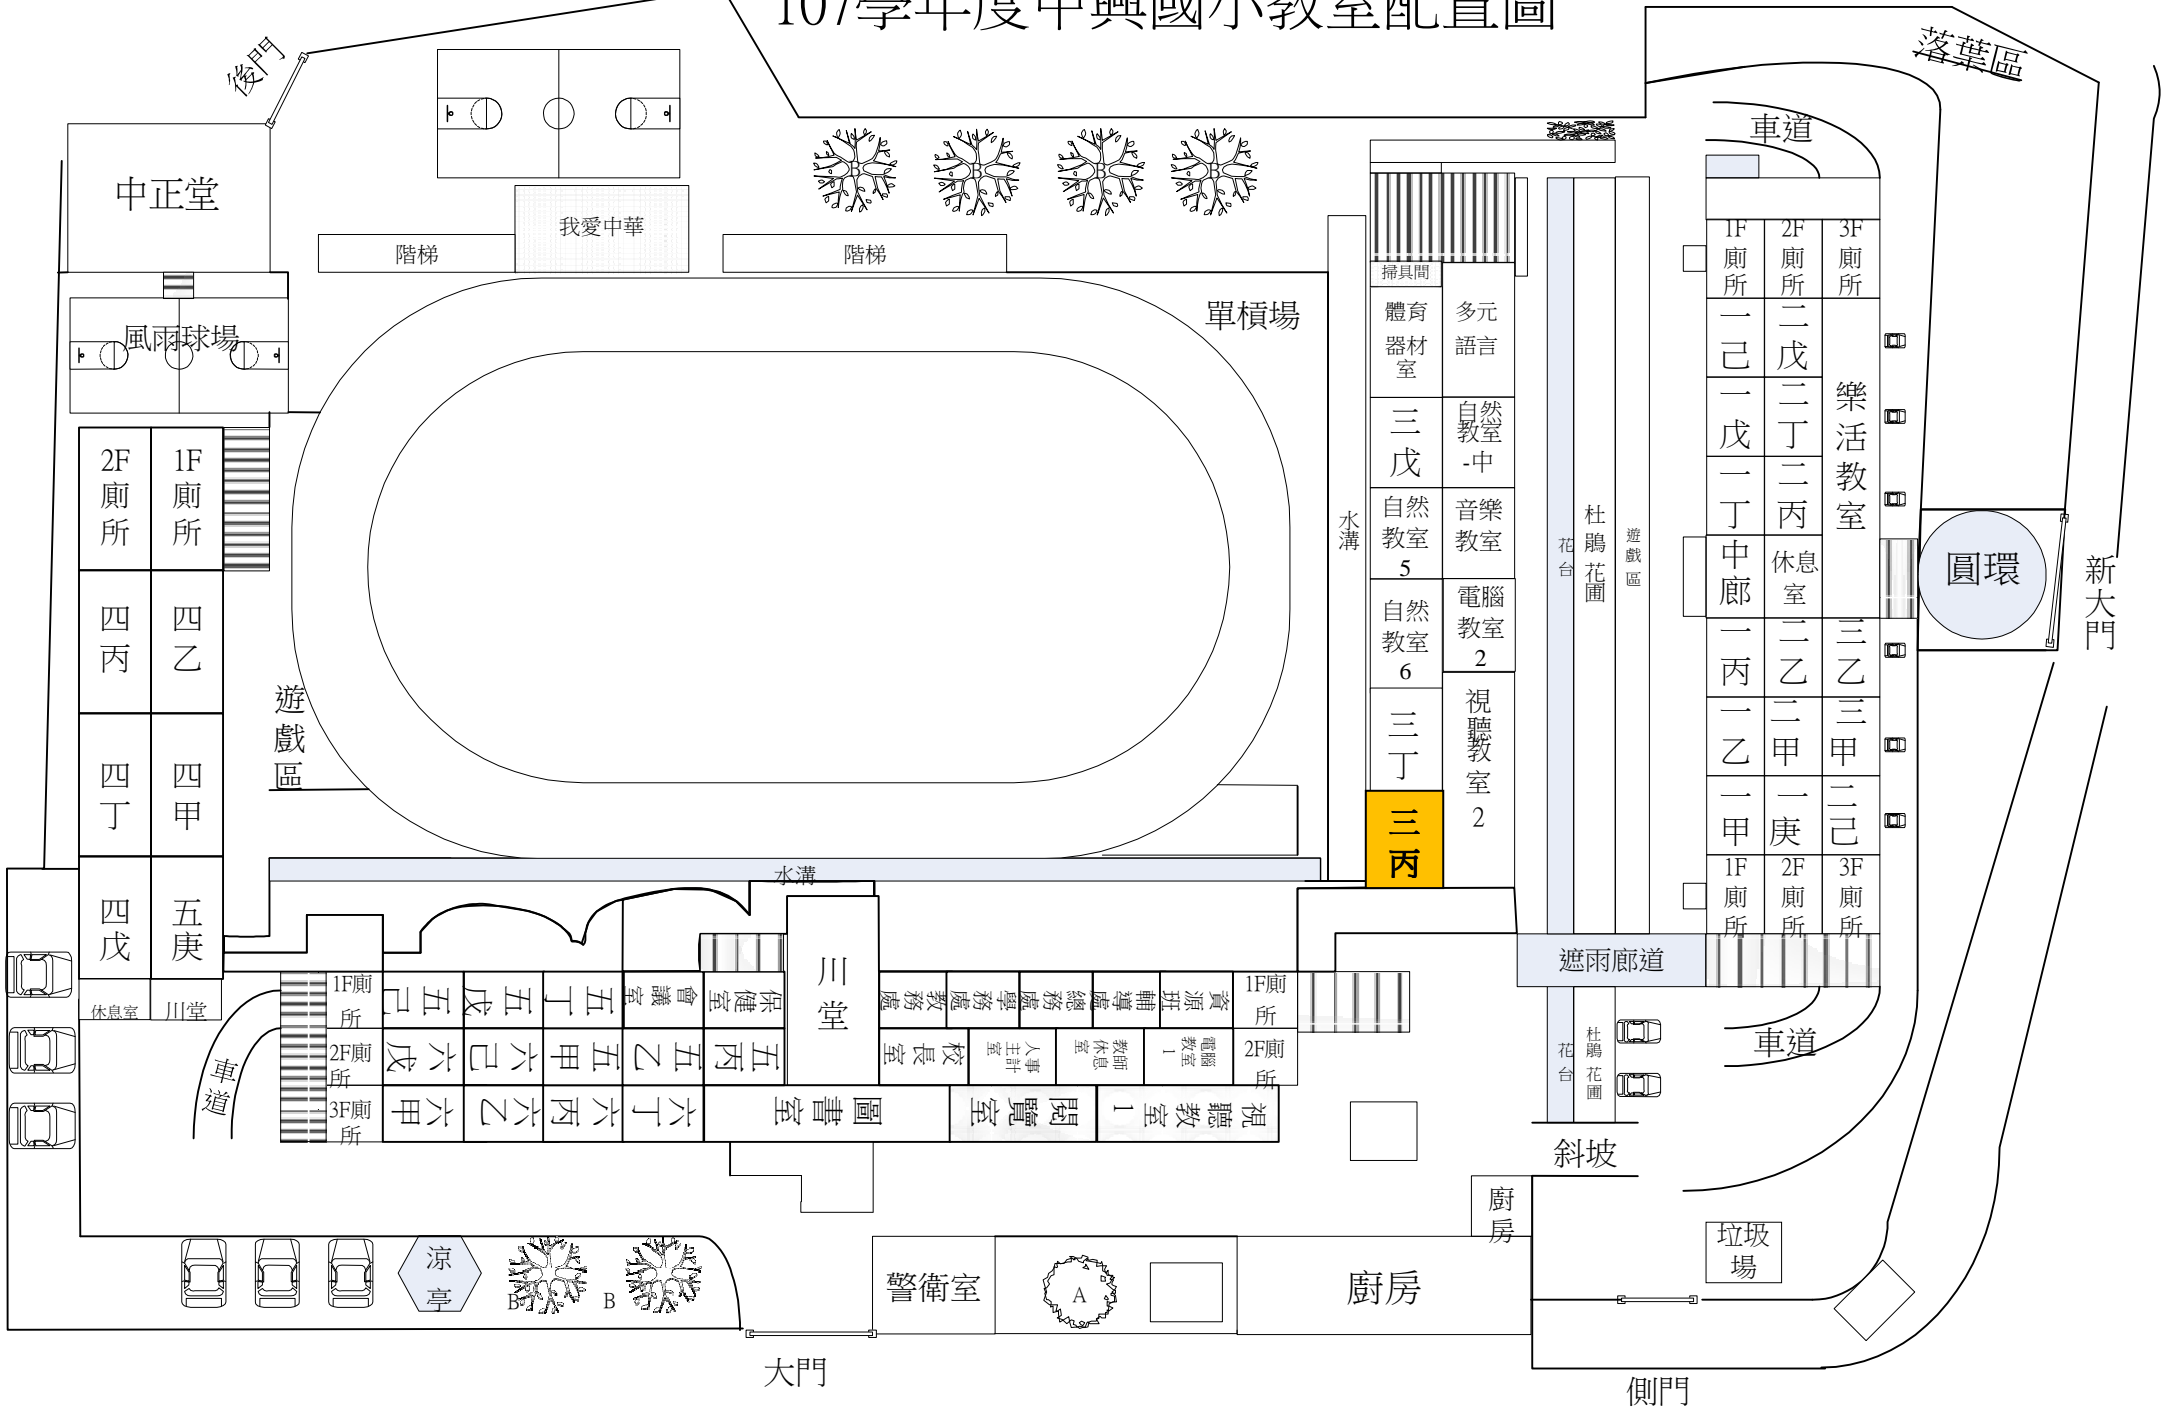 107學年度中興國小教室配置圖
落葉區
後門
車道
中正堂
我愛中華
階梯
階梯
風雨球場
單槓場
掃具間
體育
器材
室
多元
語言
三戊
自然
教室
-中
自然
教室
5
音樂
教室
自然
教室
6
電腦
教室
2
三丁
視聽教室
2
三丙
水溝
花台
杜鵑花圃
遊戲區
1F廁所
2F廁所
3F廁所
一己
二戊
樂活教室
一戊
二丁
一丁
二丙
中廊
休息室
一丙
二乙
三乙
一乙
二甲
三甲
一甲
一庚
二己
1F廁所
2F廁所
3F廁所
圓環
新大門
2F廁所
1F廁所
四丙
四乙
四丁
四甲
四戊
五庚
休息室
川堂
遊戲區
水溝
遮雨廊道
車道
1F廁所
五己
五戊
五丁
會議室
保健室
川堂
教務處
學務處
總務處
輔導處
資源班
1F廁所
2F廁所
六戊
六己
五甲
五乙
五丙
校長室
人事
主計
室
教師
休息
室
電腦
教室
1
2F廁所
3F廁所
六甲
六乙
六丙
六丁
圖書室
閱覽室
視聽教室1
花台
杜鵑花圃
車道
斜坡
廚房
垃圾場
涼亭
B
B
警衛室
A
廚房
大門
側門